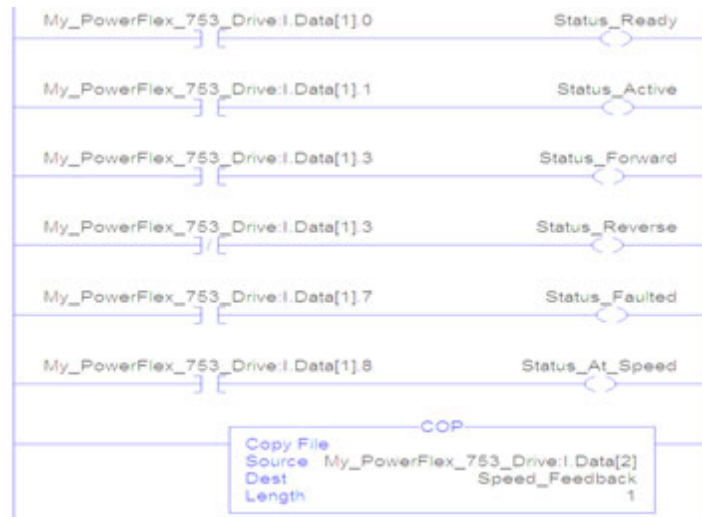 My_PowerFlex_753_Drive:I.Data[1].0 Status_Ready
My_PowerFlex_753_Drive:I.Data[1].1 Status_Active
My_PowerFlex_753_Drive:I.Data[1].3 Status_Forward
My_PowerFlex_753_Drive:I.Data[1].3 Status_Reverse
My_PowerFlex_753_Drive:I.Data[1].7 Status_Faulted
My_PowerFlex_753_Drive:I.Data[1].8 Status_At_Speed
COP
Copy File
Source My_PowerFlex_753_Drive:I.Data[2]
Dest Speed_Feedback
Length 1